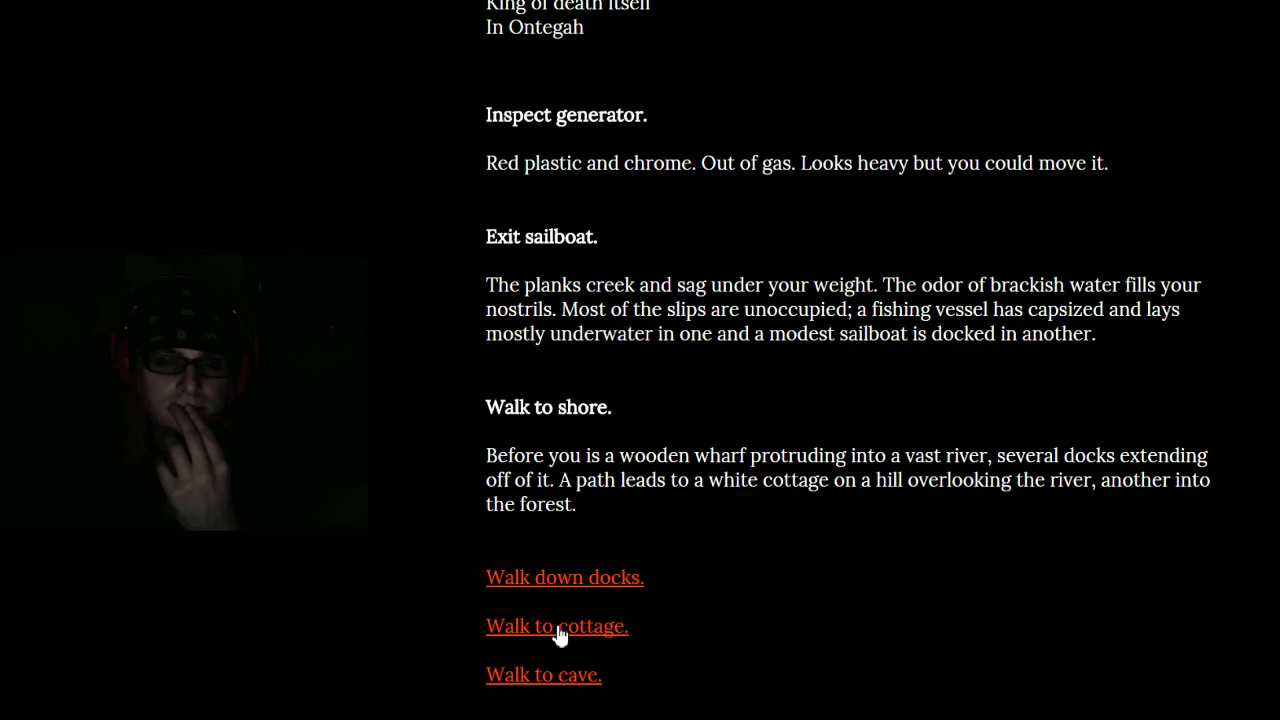 King of death itself
In Ontegah
Inspect generator.
Red plastic and chrome. Out of gas. Looks heavy but you could move it.
Exit sailboat.
The planks creek and sag under your weight. The odor of brackish water fills your
nostrils. Most of the slips are unoccupied; a fishing vessel has capsized and lays
mostly underwater in one and a modest sailboat is docked in another.
Walk to shore.
Before you is a wooden wharf protruding into a vast river, several docks extending
off of it. A path leads to a white cottage on a hill overlooking the river, another into
the forest.
Walk down docks.
Walk to cottage.
Walk to cave.